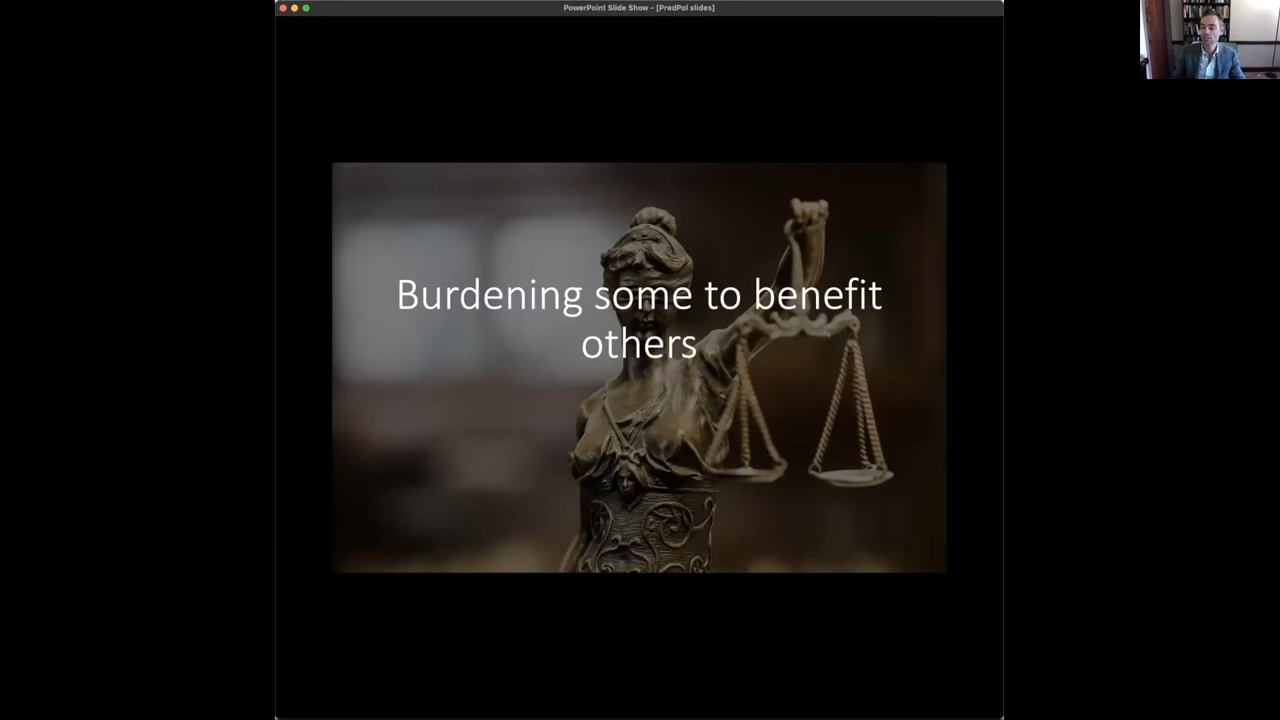 PowerPoint Slide Show - [PredPol slides]
Burdening some to benefit
others